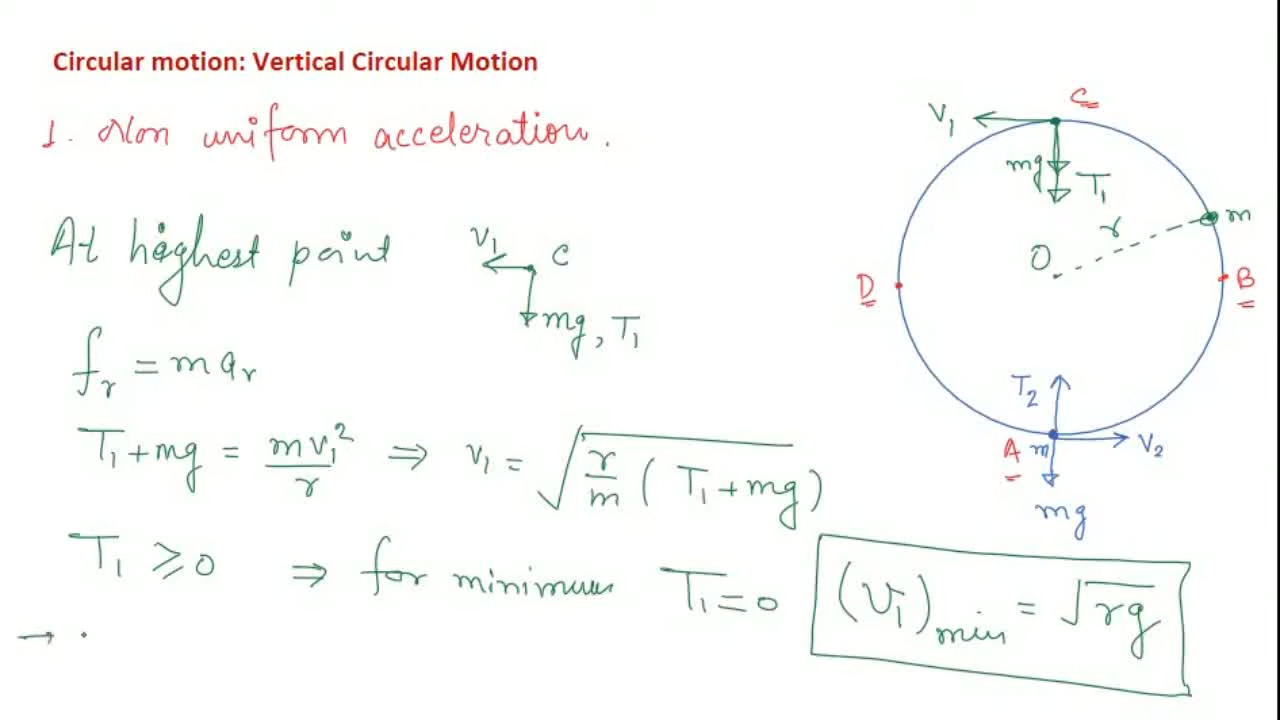 Circular motion: Vertical Circular Motion
1. Non uniform acceleration.
At highest point
V₁
C
mg, T₁
fᵣ = m aᵣ
T₁ + mg = mv₁²/r ⇒ v₁ = √(r/m (T₁ + mg))
T₁ ≥ 0 ⇒ for minimum T₁ = 0
(V₁)min = √rg
→
C
V₁
mg
T₁
m
r
O
D
B
T₂
A
m
V₂
mg